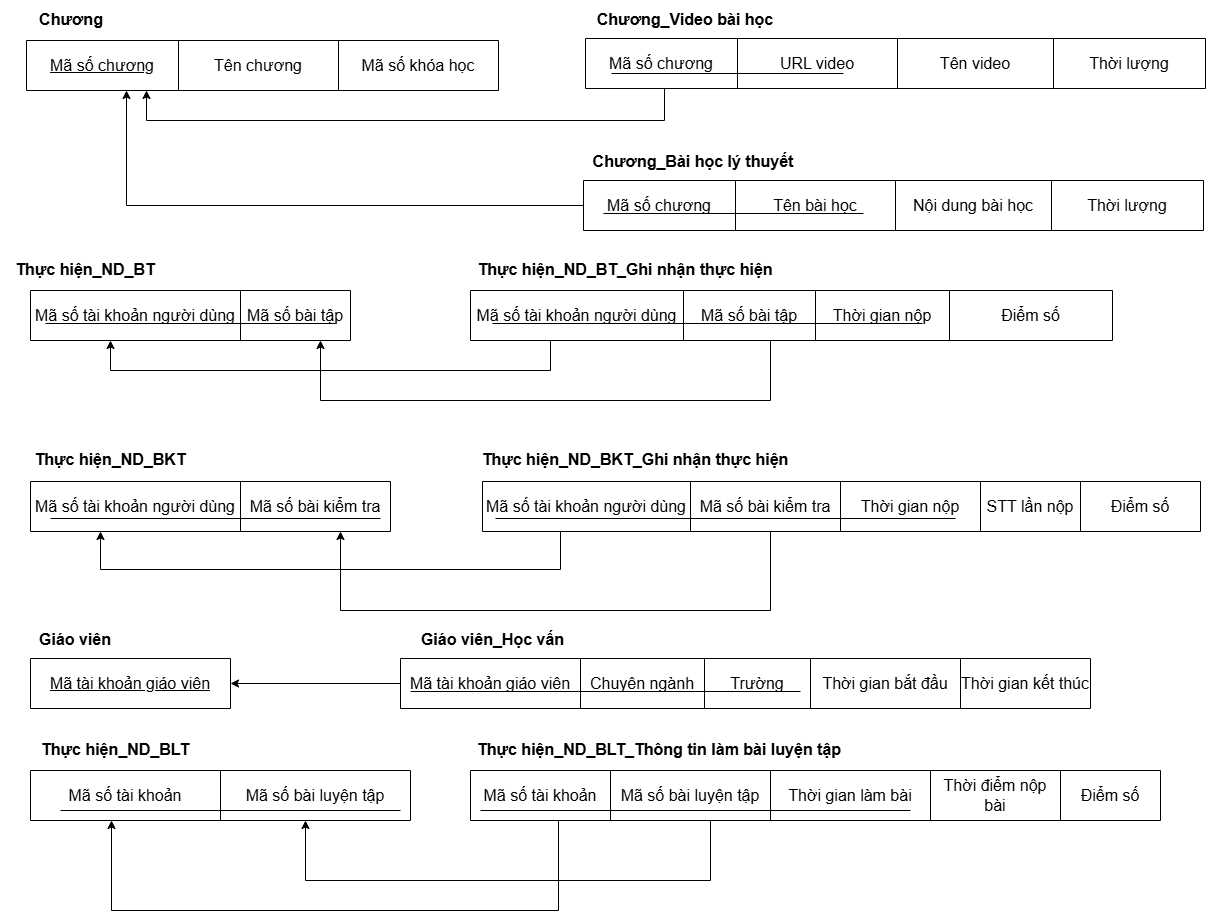 Chương
Chương_Video bài học
Mã số chương Tên chương Mã số khóa học
Mã số chương URL video Tên video Thời lượng
Chương_Bài học lý thuyết
Mã số chương Tên bài học Nội dung bài học Thời lượng
Thực hiện_ND_BT
Thực hiện_ND_BT_Ghi nhận thực hiện
Mã số tài khoản người dùng Mã số bài tập
Mã số tài khoản người dùng Mã số bài tập Thời gian nộp Điểm số
Thực hiện_ND_BKT
Thực hiện_ND_BKT_Ghi nhận thực hiện
Mã số tài khoản người dùng Mã số bài kiểm tra
Mã số tài khoản người dùng Mã số bài kiểm tra Thời gian nộp STT lần nộp Điểm số
Giáo viên
Giáo viên_Học vấn
Mã tài khoản giáo viên
Mã tài khoản giáo viên Chuyên ngành Trường Thời gian bắt đầu Thời gian kết thúc
Thực hiện_ND_BLT
Thực hiện_ND_BLT_Thông tin làm bài luyện tập
Mã số tài khoản Mã số bài luyện tập
Mã số tài khoản Mã số bài luyện tập Thời gian làm bài Thời điểm nộp
bài Điểm số